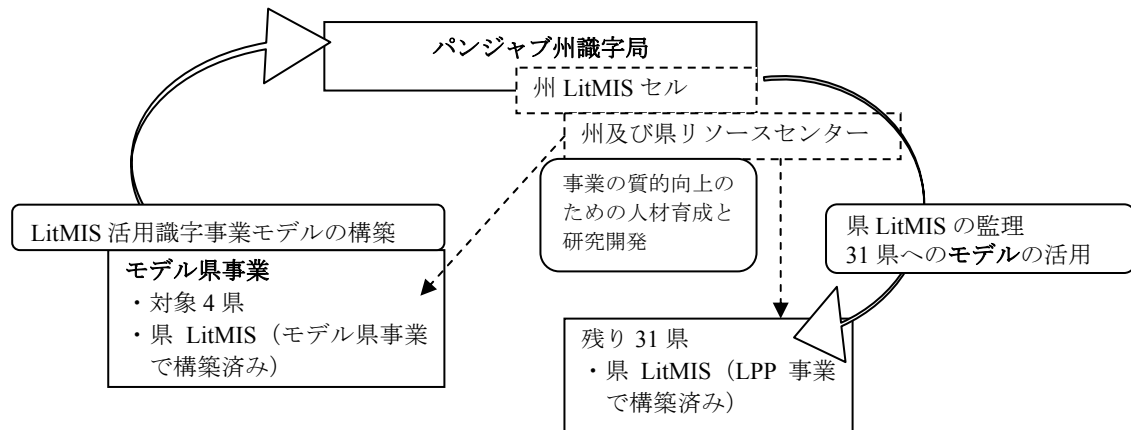 パンジャブ州識字局
州 LitMIS セル
州及び県リソースセンター
事業の質的向上の
ための人材育成と
研究開発
LitMIS 活用識字事業モデルの構築
モデル県事業
・対象 4 県
・県 LitMIS（モデル県事業
で構築済み）
県 LitMIS の監理
31 県へのモデルの活用
残り 31 県
・県 LitMIS（LPP 事業
で構築済み）